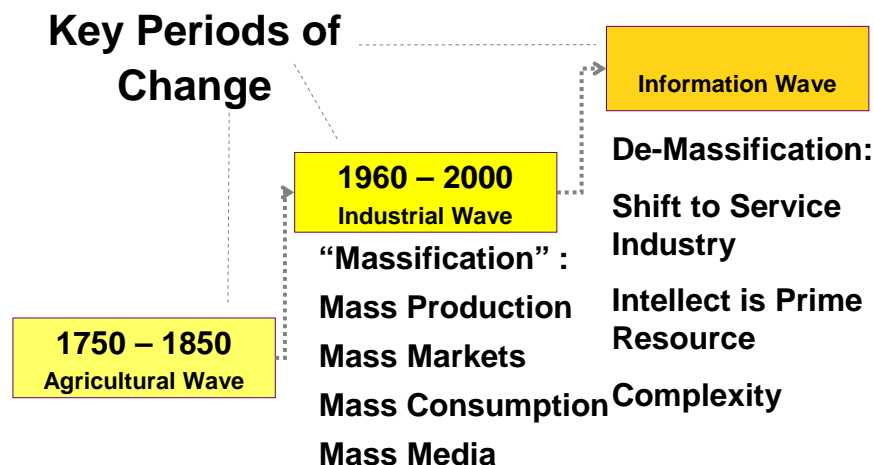 Key Periods of
Change
1750 – 1850
Agricultural Wave
1960 – 2000
Industrial Wave
“Massification” :
Mass Production
Mass Markets
Mass Consumption
Mass Media
Information Wave
De-Massification:
Shift to Service
Industry
Intellect is Prime
Resource
Complexity